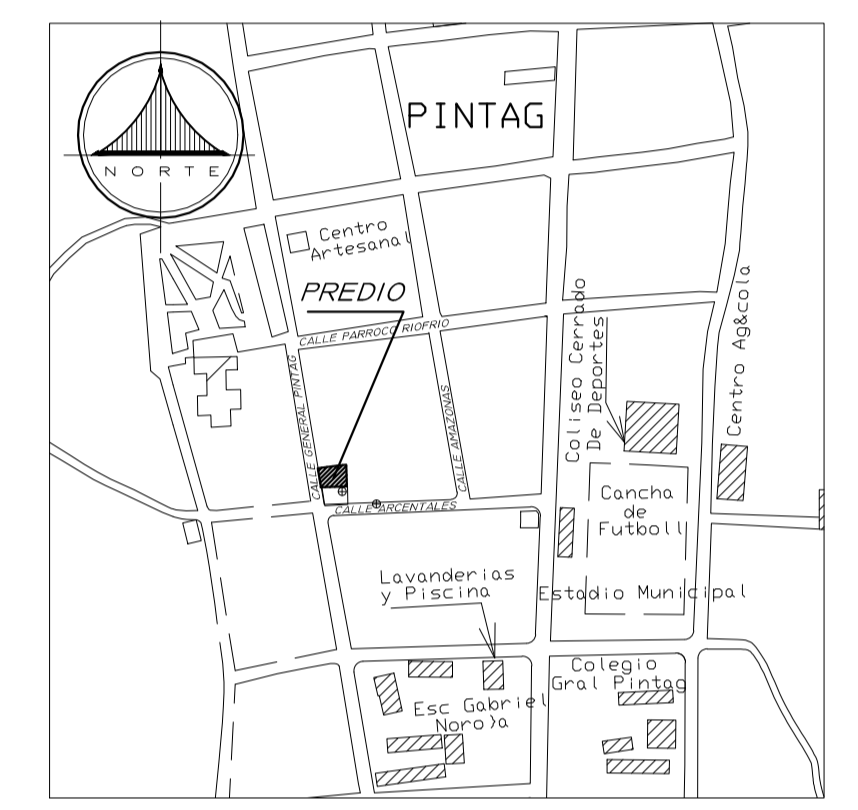 PINTAG
NORTE
Centro
Artesanal
PREDIO
CALLE PARROCO RIOFRIO
CALLE GENERAL PINTAG
CALLE AMAZONAS
CALLE ARCENTALES
Coliseo Cerrado
De Deportes
Centro Ag&cola
Cancha
de
Futboll
Estadio Municipal
Lavanderias
y Piscina
Colegio
Gral Pintag
Esc Gabriel
Noro)a